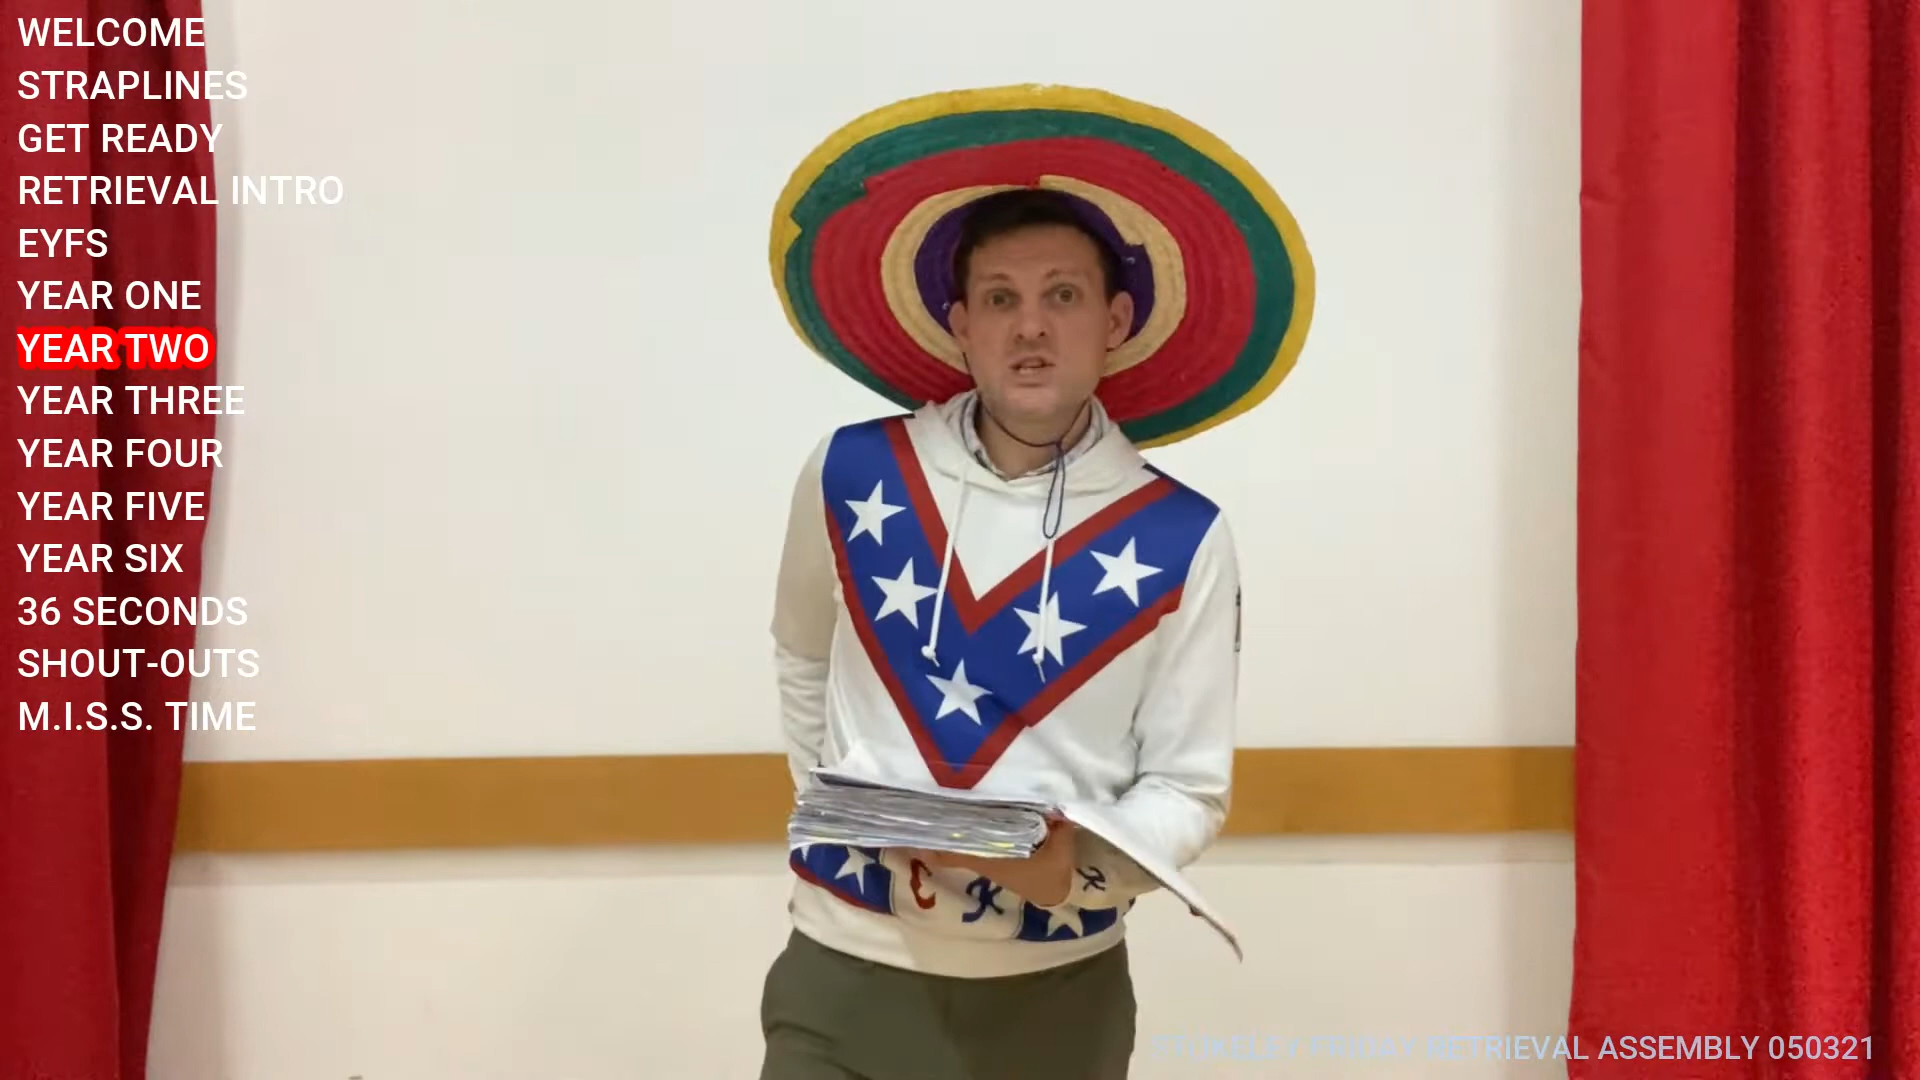 WELCOME
STRAPLINES
GET READY
RETRIEVAL INTRO
EYFS
YEAR ONE
YEAR TWO
YEAR THREE
YEAR FOUR
YEAR FIVE
YEAR SIX
36 SECONDS
SHOUT-OUTS
M.I.S.S. TIME
STUKELEY FRIDAY RETRIEVAL ASSEMBLY 050321